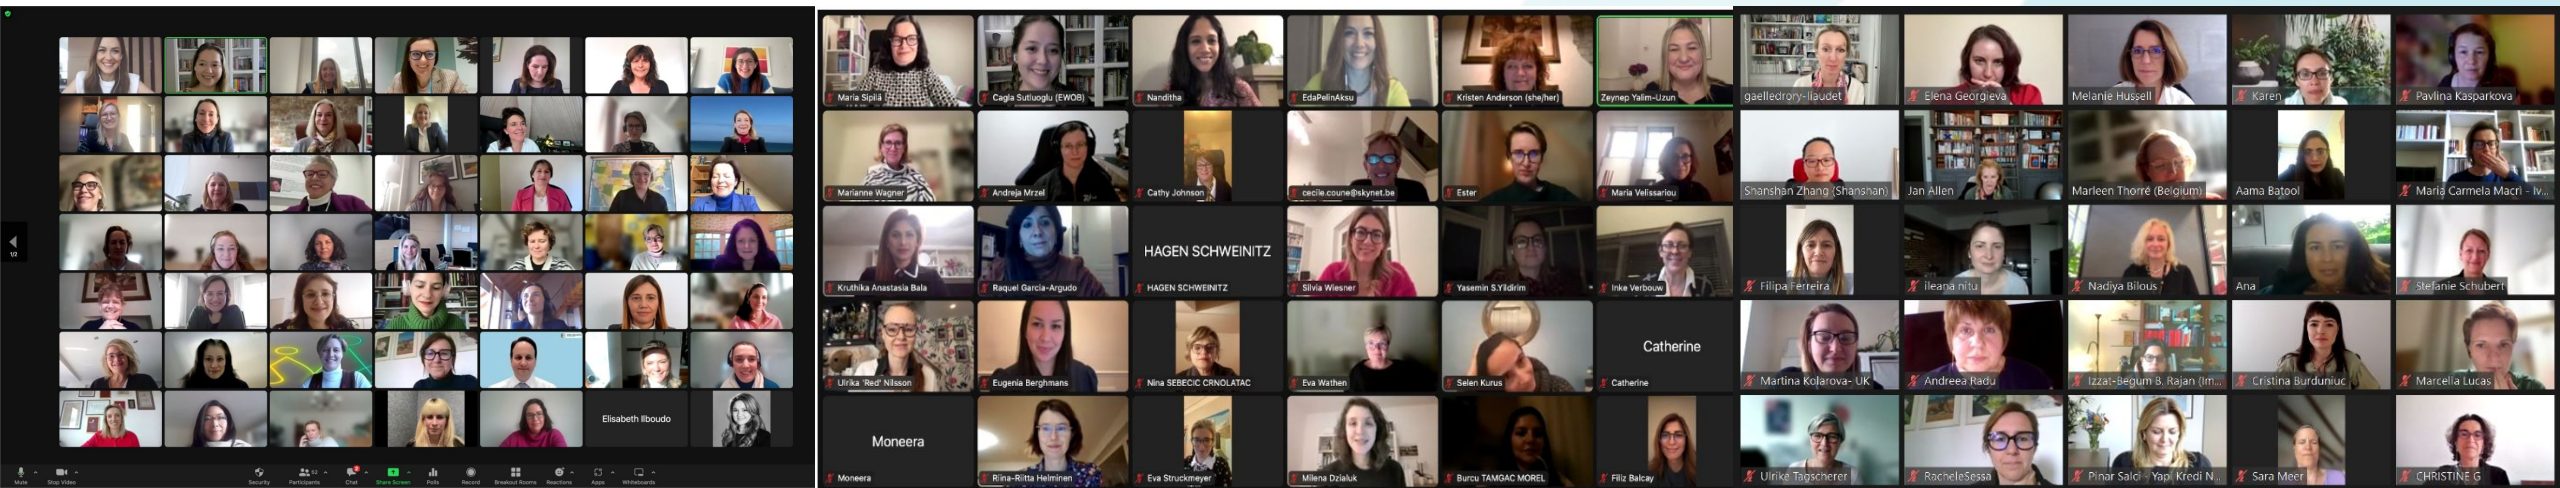 1/2
Elisabeth Ilboudo
Mute
Stop Video
Security
Participants
52
Chat
Share Screen
Polls
Record
Breakout Rooms
Reactions
Apps
Whiteboards
Maria Sipilä
Cagla Sutluoglu (EWOB)
Nanditha
EdaPelinAksu
Kristen Anderson (she/her)
Zeynep Yalim-Uzun
Marianne Wagner
Andreja Mrzel
Cathy Johnson
cecile.coune@skynet.be
Ester
Maria Velissariou
Kruthika Anastasia Bala
Raquel Garcia-Argudo
HAGEN SCHWEINITZ
HAGEN SCHWEINITZ
Silvia Wiesner
Yasemin S.Yildirim
Inke Verbouw
Ulrika 'Red' Nilsson
Eugenia Berghmans
Nina SEBECIC CRNOLATAC
Eva Wathen
Selen Kurus
Catherine
Catherine
Moneera
Moneera
Riina-Riitta Helminen
Eva Struckmeyer
Milena Dzialuk
Burcu TAMGAC MOREL
Filiz Balcay
gaelledrory-liaudet
Elena Georgieva
Melanie Hussell
Karen
Pavlina Kasparkova
Shanshan Zhang (Shanshan)
Jan Allen
Marleen Thorré (Belgium)
Aama Batool
Maria Carmela Macrì - Iv...
Filipa Ferreira
ileana nitu
Nadiya Bilous
Ana
Stefanie Schubert
Martina Kolarova- UK
Andreea Radu
Izzat-Begum B. Rajan (Im...
Cristina Burduniuc
Marcella Lucas
Ulrike Tagscherer
RacheleSessa
Pinar Salci - Yapi Kredi N...
Sara Meer
CHRISTINE G